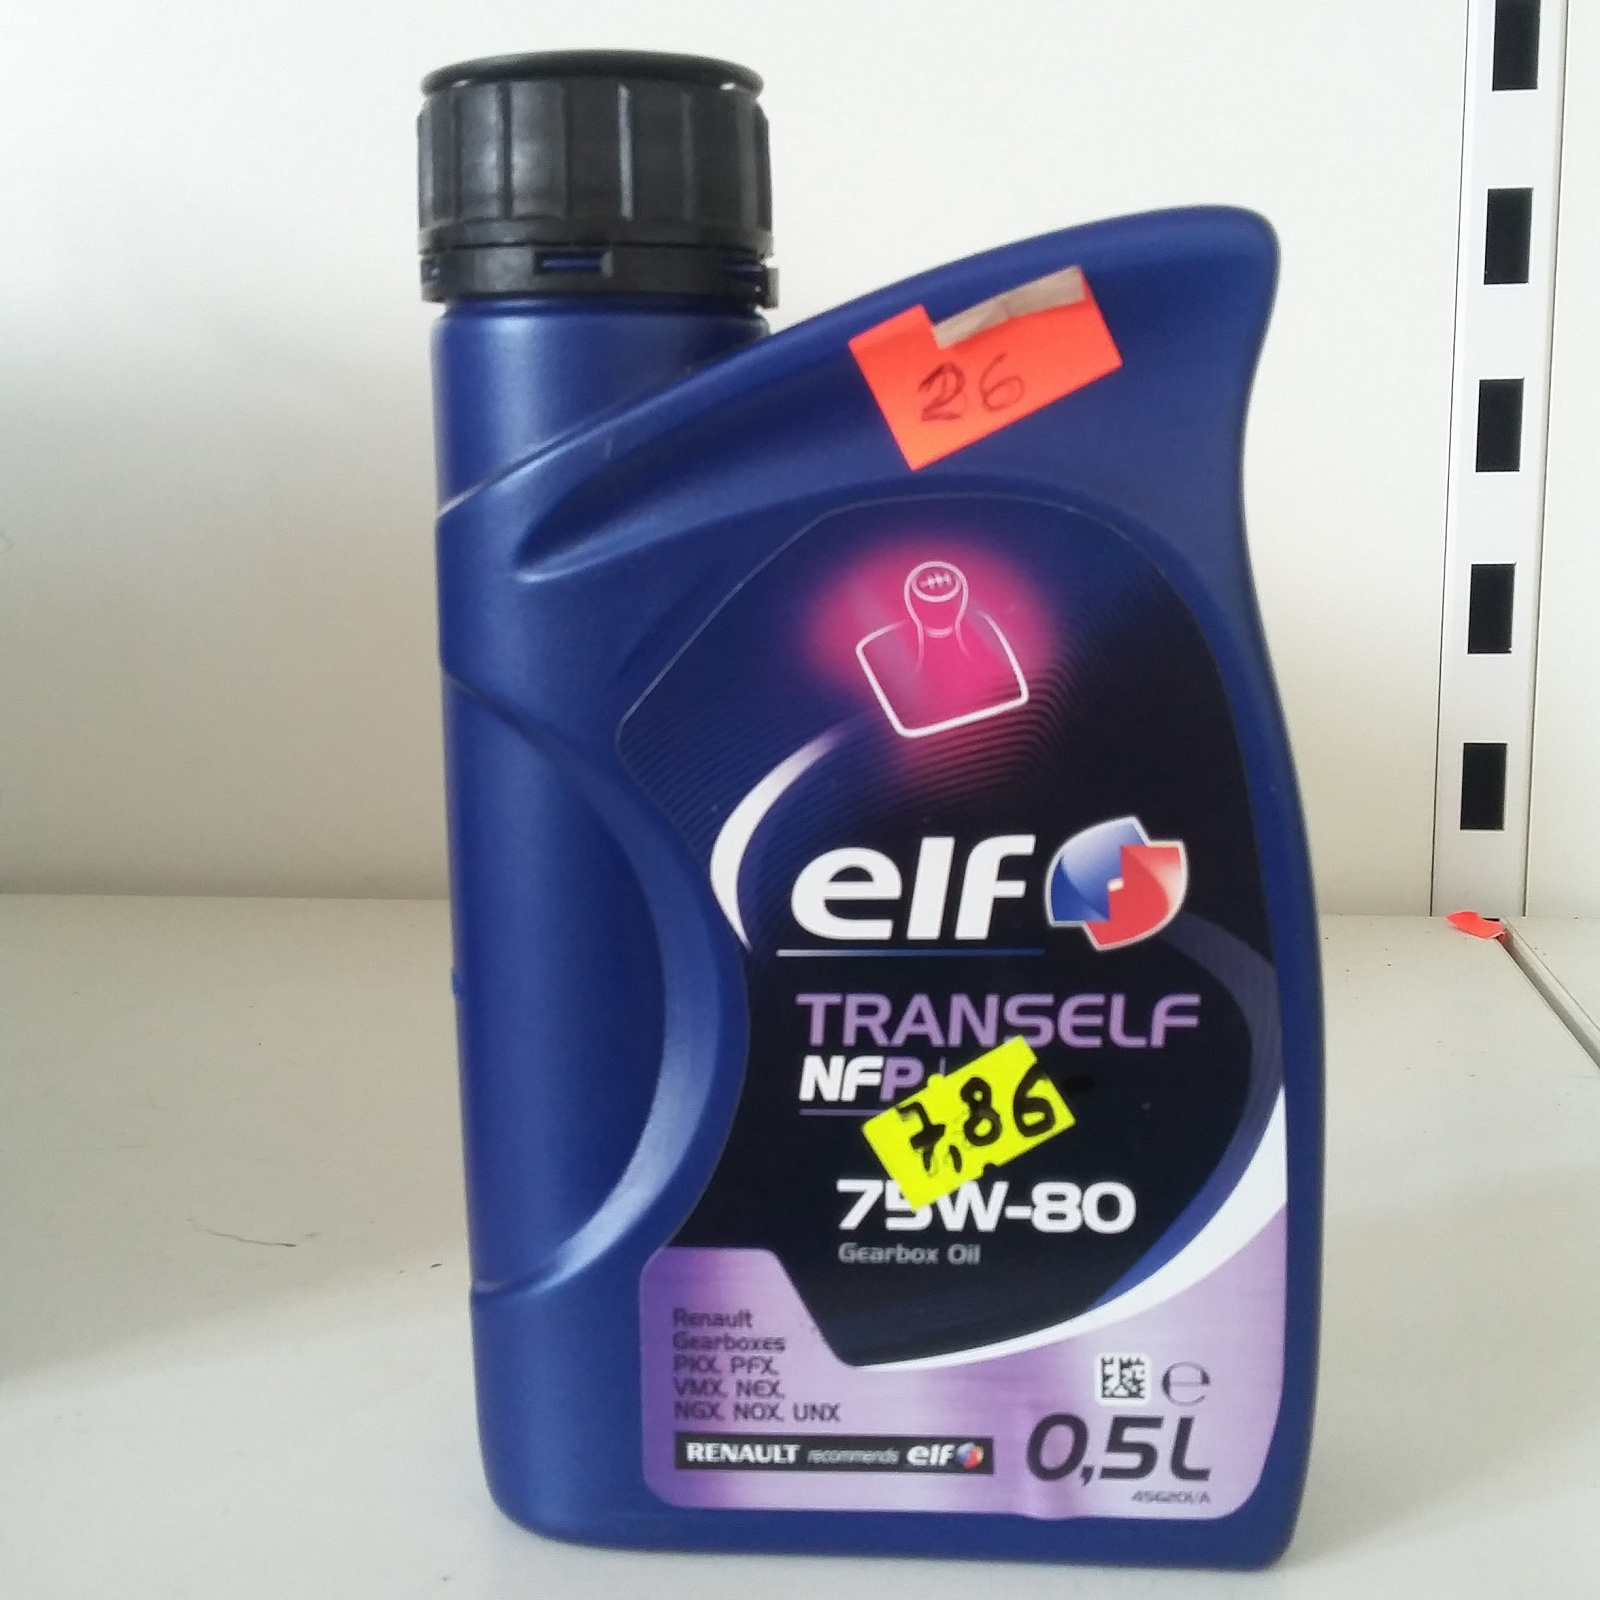 26
elf
TRANSELF
NFP
7,86
75W-80
Gearbox Oil
Renault
Gearboxes
PKX, PFX,
VMX, NEX,
NGX, NOX, UNX
RENAULT recommends elf
e
0,5L
456201/A